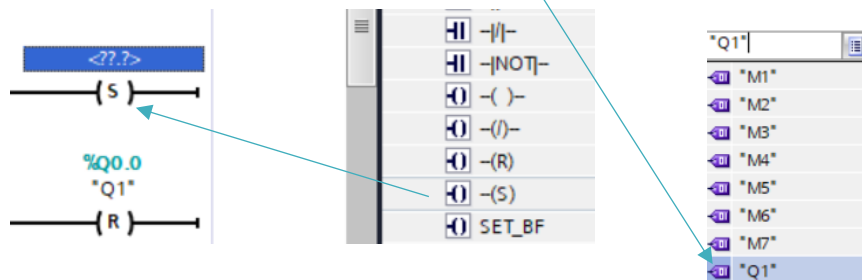 <??.?>
( S )
%Q0.0
"Q1"
( R )
-|/|-
-|NOT|-
-( )-
-(/)-
-(R)
-(S)
SET_BF
"Q1"
"M1"
"M2"
"M3"
"M4"
"M5"
"M6"
"M7"
"Q1"